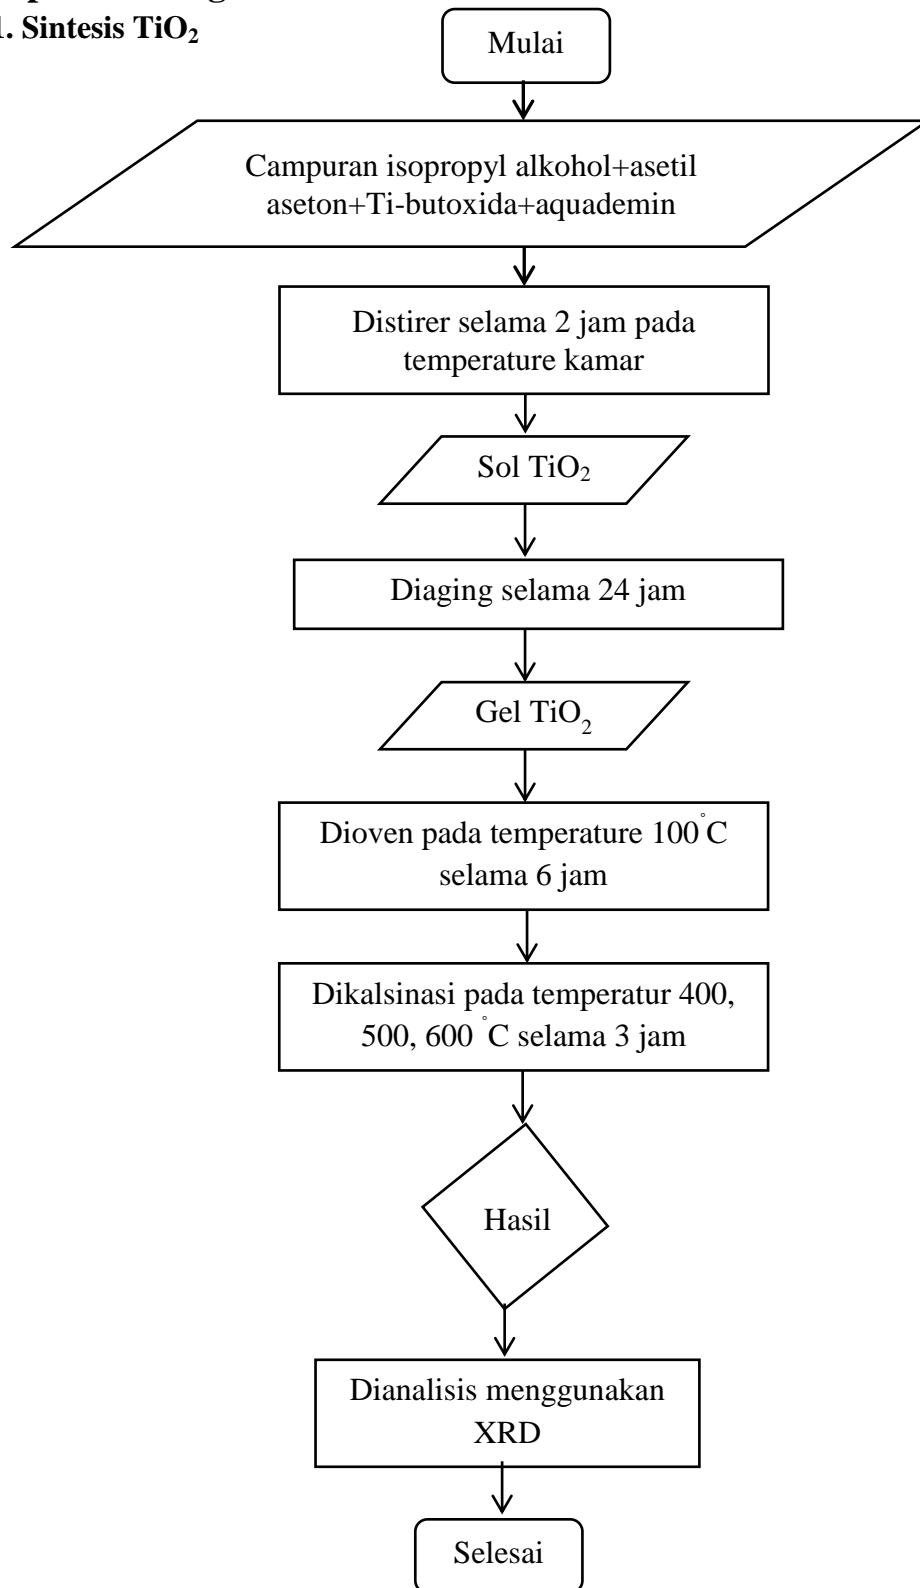 1. Sintesis TiO₂
Mulai
Campuran isopropyl alkohol+asetil
aseton+Ti-butoxida+aquademin
Distirer selama 2 jam pada
temperature kamar
Sol TiO₂
Diaging selama 24 jam
Gel TiO₂
Dioven pada temperature 100°C
selama 6 jam
Dikalsinasi pada temperatur 400,
500, 600 °C selama 3 jam
Hasil
Dianalisis menggunakan
XRD
Selesai